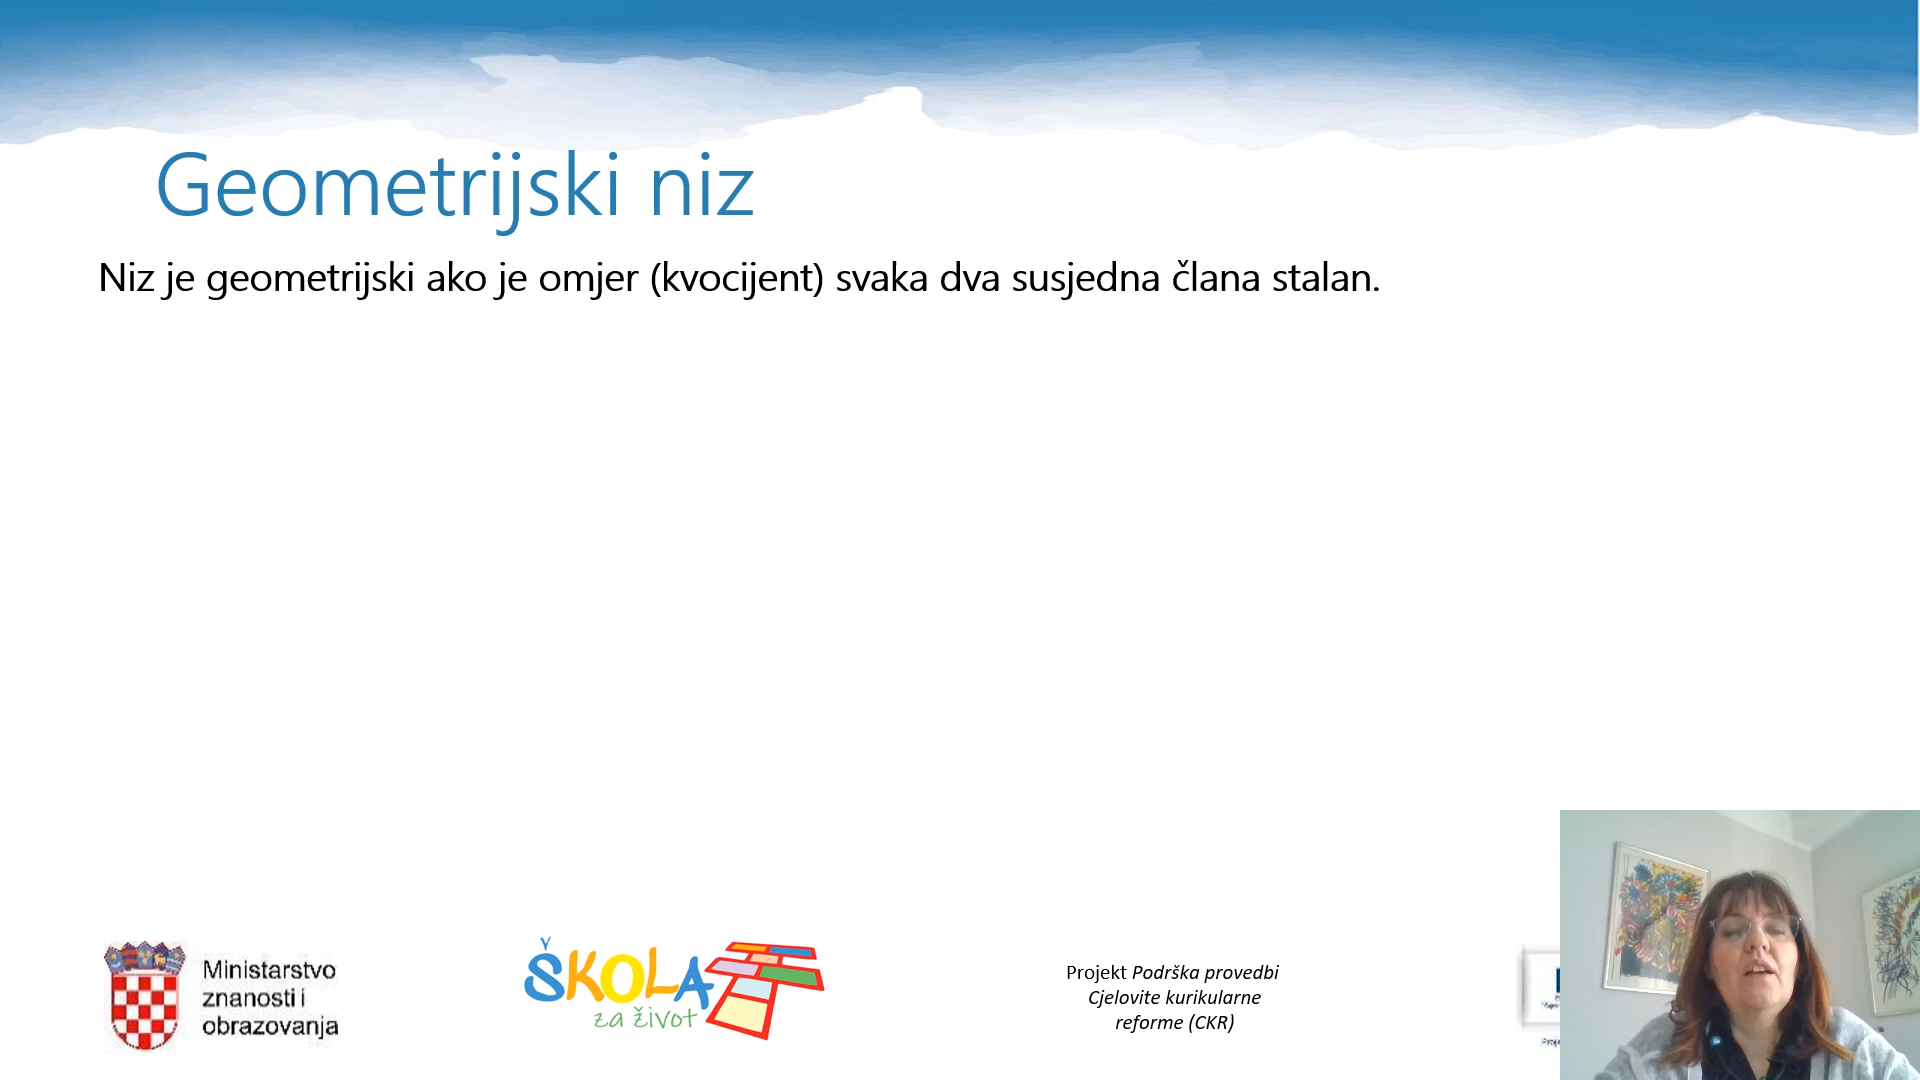 Geometrijski niz
Niz je geometrijski ako je omjer (kvocijent) svaka dva susjedna člana stalan.
Ministarstvo
znanosti i
obrazovanja
ŠKOLA
za život
Projekt Podrška provedbi
Cjelovite kurikularne
reforme (CKR)